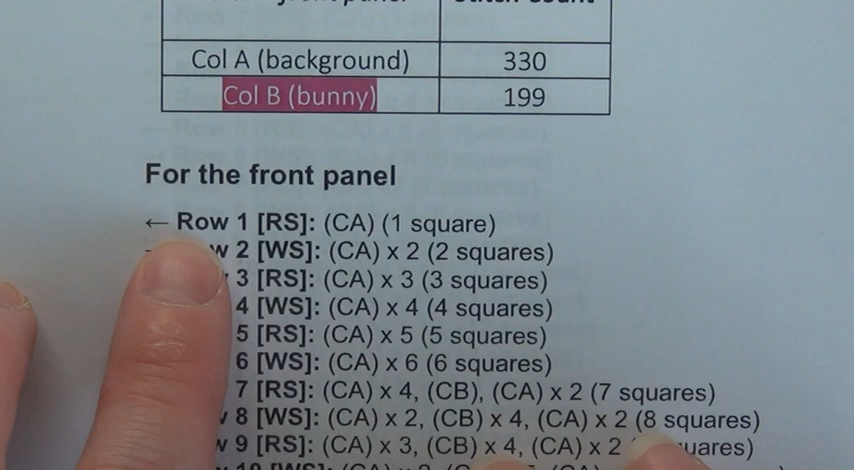 Col A (background) 330
Col B (bunny) 199
For the front panel
← Row 1 [RS]: (CA) (1 square)
w 2 [WS]: (CA) x 2 (2 squares)
3 [RS]: (CA) x 3 (3 squares)
4 [WS]: (CA) x 4 (4 squares)
5 [RS]: (CA) x 5 (5 squares)
6 [WS]: (CA) x 6 (6 squares)
7 [RS]: (CA) x 4, (CB), (CA) x 2 (7 squares)
8 [WS]: (CA) x 2, (CB) x 4, (CA) x 2 (8 squares)
w 9 [RS]: (CA) x 3, (CB) x 4, (CA) x 2 uares)